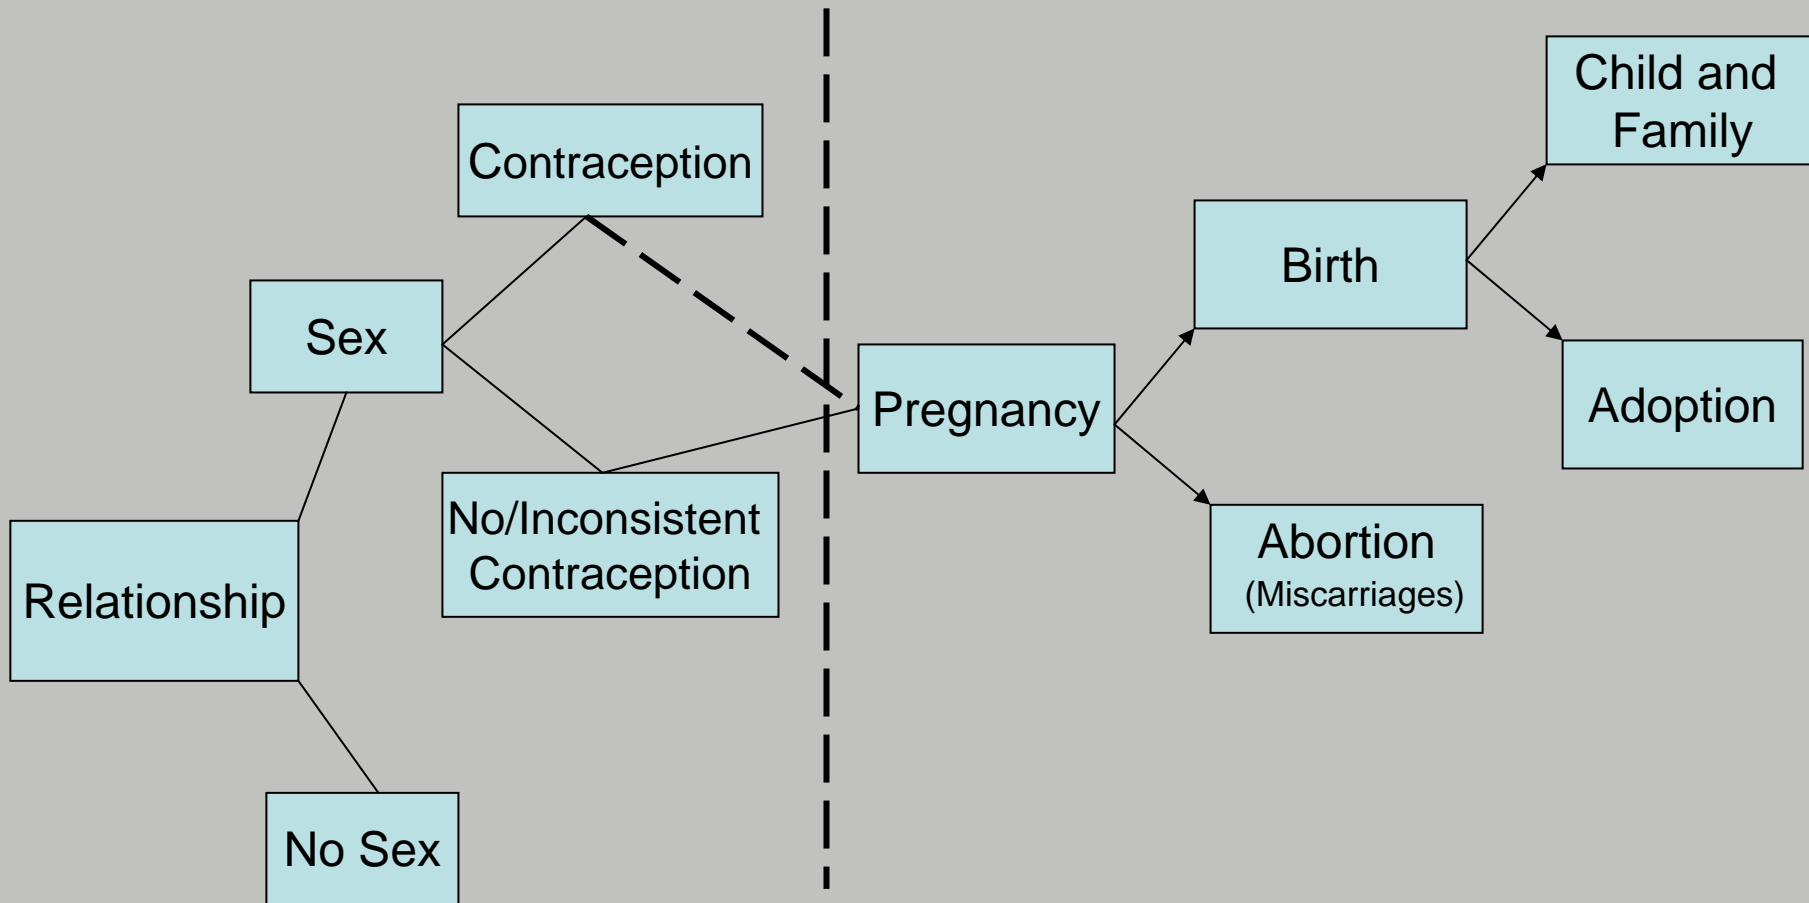 Child and
Family
Contraception
Birth
Sex
Pregnancy
Adoption
No/Inconsistent
Contraception
Abortion
(Miscarriages)
Relationship
No Sex